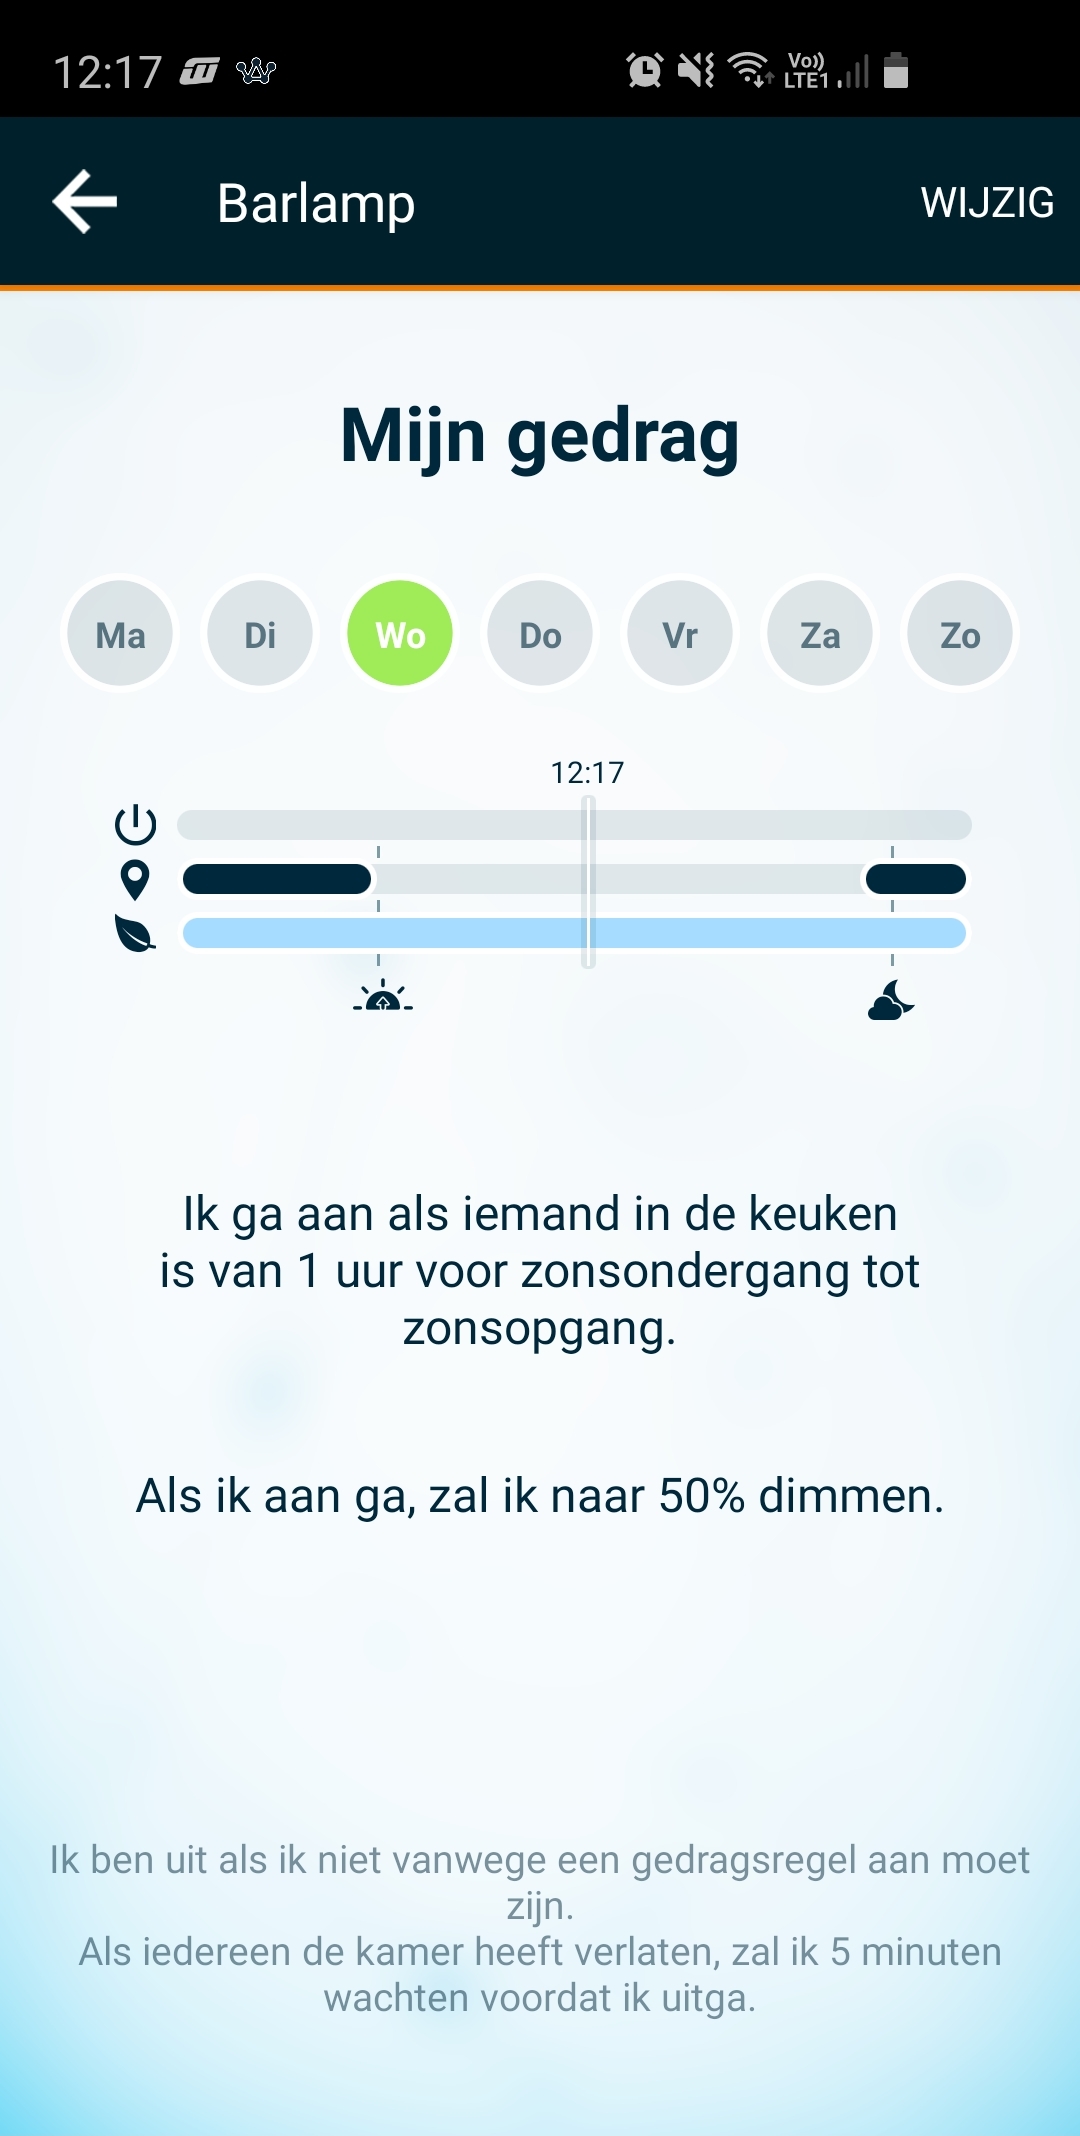 12:17
Vo))
LTE1
Barlamp
WIJZIG
Mijn gedrag
Ma Di Wo Do Vr Za Zo
12:17
Ik ga aan als iemand in de keuken
is van 1 uur voor zonsondergang tot
zonsopgang.
Als ik aan ga, zal ik naar 50% dimmen.
Ik ben uit als ik niet vanwege een gedragsregel aan moet
zijn.
Als iedereen de kamer heeft verlaten, zal ik 5 minuten
wachten voordat ik uitga.